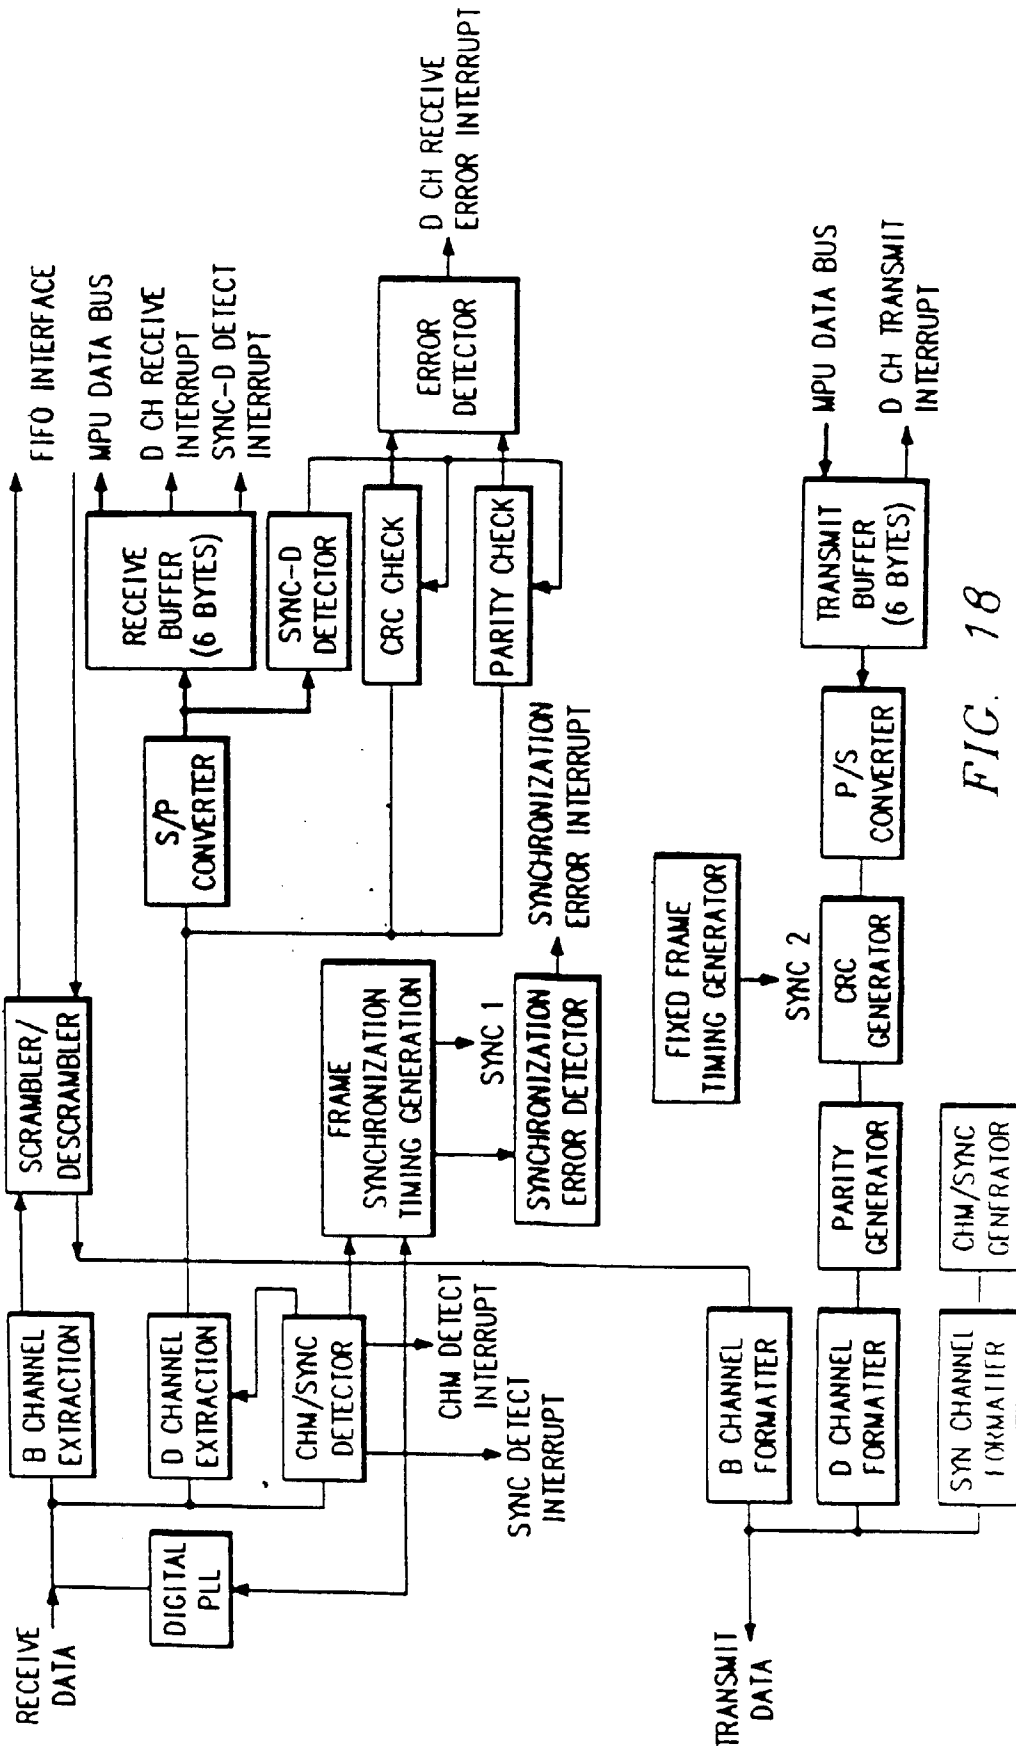 RECEIVE
DATA
DIGITAL
PLL
B CHANNEL
EXTRACTION
D CHANNEL
EXTRACTION
CHM/SYNC
DETECTOR
SYNC DETECT
INTERRUPT
CHM DETECT
INTERRUPT
SCRAMBLER/
DESCRAMBLER
FRAME
SYNCHRONIZATION
TIMING GENERATION
SYNC 1
SYNCHRONIZATION
ERROR DETECTOR
SYNCHRONIZATION
ERROR INTERRUPT
S/P
CONVERTER
RECEIVE
BUFFER
(6 BYTES)
SYNC-D
DETECTOR
CRC CHECK
PARITY CHECK
ERROR
DETECTOR
FIFO INTERFACE
MPU DATA BUS
D CH RECEIVE
INTERRUPT
SYNC-D DETECT
INTERRUPT
D CH RECEIVE
ERROR INTERRUPT
TRANSMIT
DATA
B CHANNEL
FORMATTER
D CHANNEL
FORMATTER
SYN CHANNEL
FORMATTER
PARITY
GENERATOR
CHM/SYNC
GENERATOR
FIXED FRAME
TIMING GENERATOR
SYNC 2
CRC
GENERATOR
P/S
CONVERTER
TRANSMIT
BUFFER
(6 BYTES)
MPU DATA BUS
D CH TRANSMIT
INTERRUPT
FIG. 18